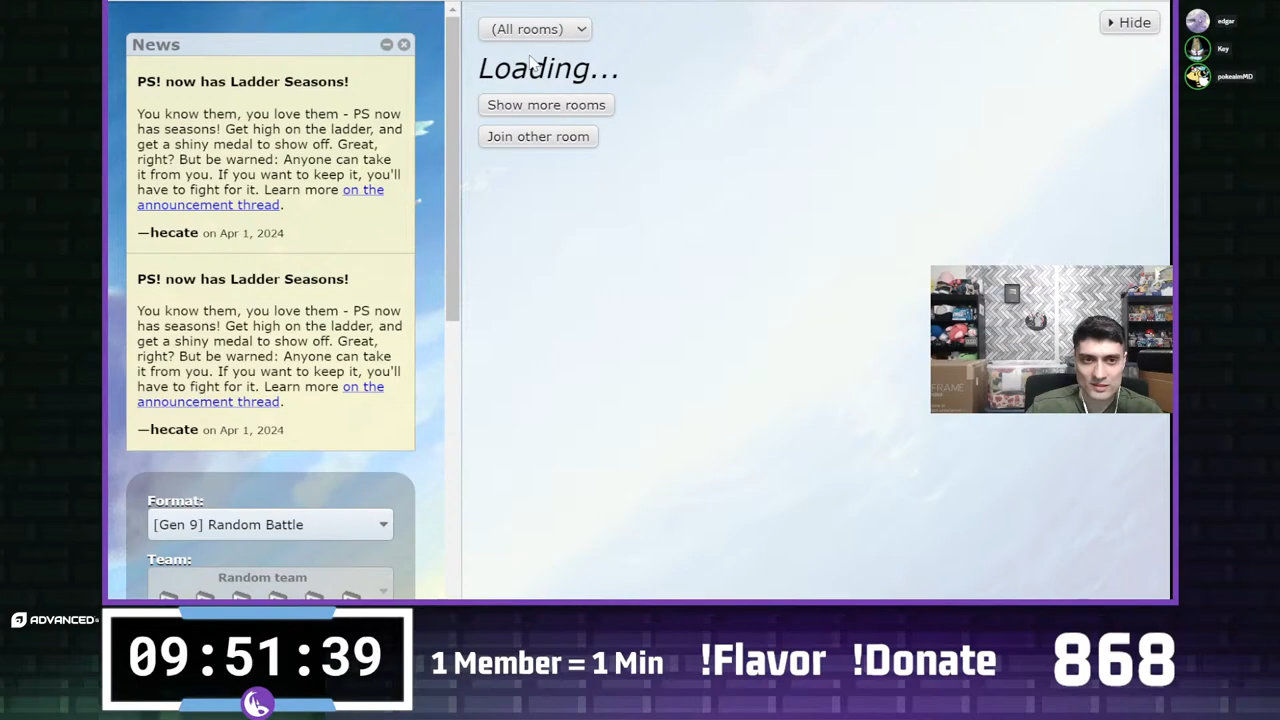 News
PS! now has Ladder Seasons!
You know them, you love them - PS now
has seasons! Get high on the ladder, and
get a shiny medal to show off. Great,
right? But be warned: Anyone can take
it from you. If you want to keep it, you'll
have to fight for it. Learn more on the
announcement thread.
—hecate on Apr 1, 2024
PS! now has Ladder Seasons!
You know them, you love them - PS now
has seasons! Get high on the ladder, and
get a shiny medal to show off. Great,
right? But be warned: Anyone can take
it from you. If you want to keep it, you'll
have to fight for it. Learn more on the
announcement thread.
—hecate on Apr 1, 2024
Format:
[Gen 9] Random Battle
Team:
Random team
(All rooms)
Loading...
Show more rooms
Join other room
Hide
edgar
Key
pokeaimMD
ADVANCED
09:51:39
1 Member = 1 Min
!Flavor !Donate
868